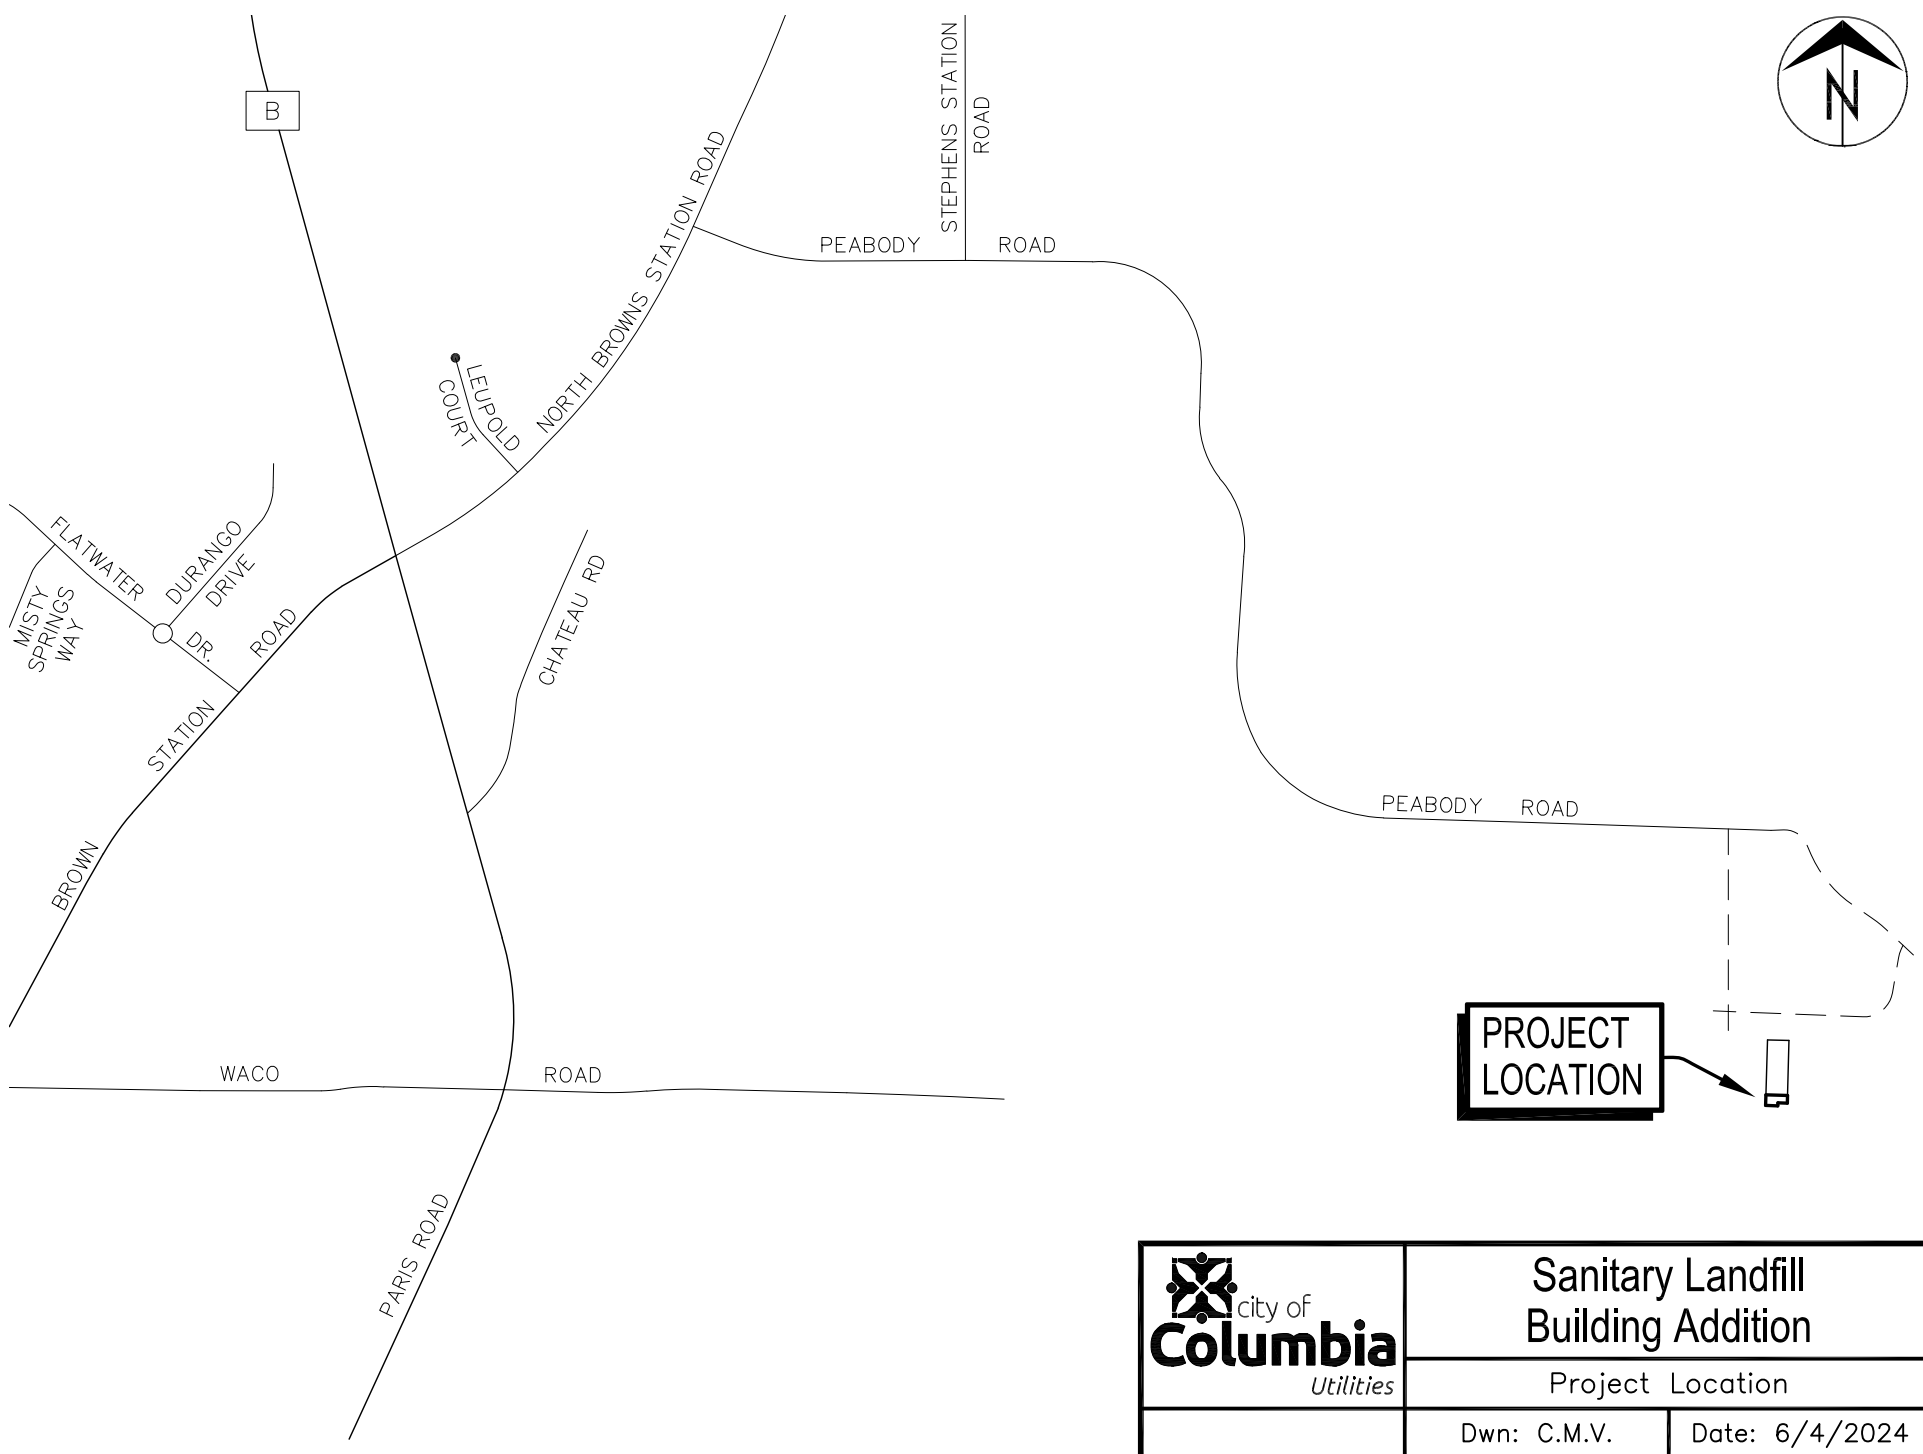 N
B
STEPHENS STATION
ROAD
NORTH BROWNS STATION ROAD
PEABODY ROAD
LEUPOLD
COURT
FLATWATER DR.
DURANGO
DRIVE
MISTY
SPRINGS
WAY
CHATEAU RD
BROWN STATION ROAD
PEABODY ROAD
PROJECT
LOCATION
WACO ROAD
PARIS ROAD
city of
Columbia
Utilities
Sanitary Landfill
Building Addition
Project Location
Dwn: C.M.V.
Date: 6/4/2024